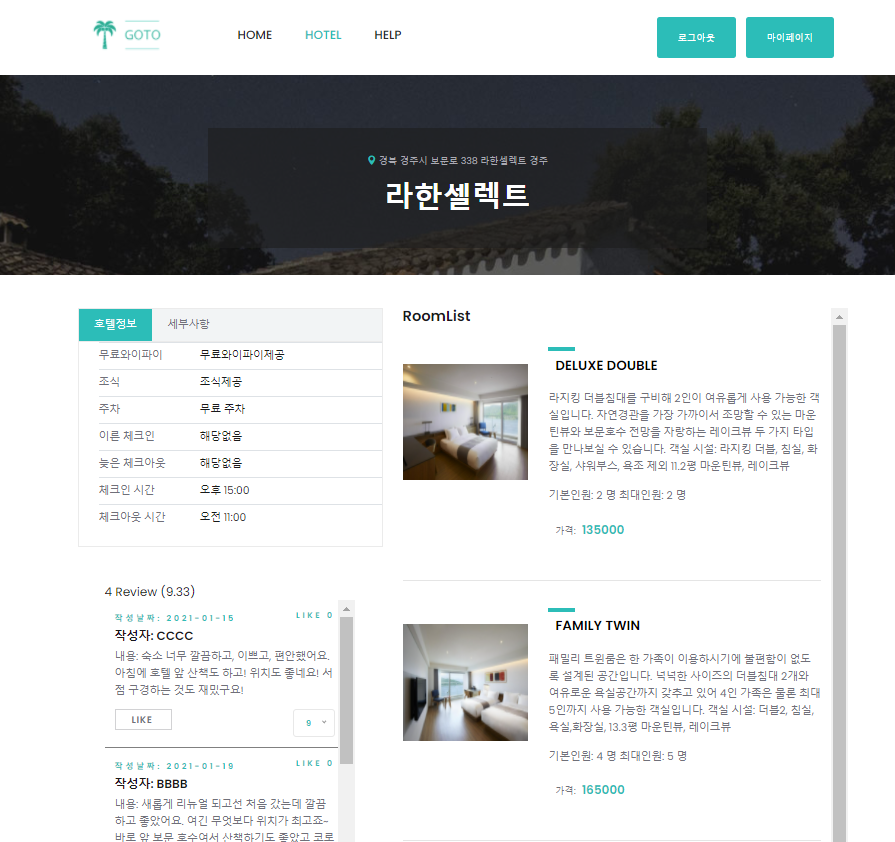 GOTO
HOME HOTEL HELP
로그아웃 마이페이지
경북 경주시 보문로 338 라한셀렉트 경주
라한셀렉트
호텔정보 세부사항
무료와이파이 무료와이파이제공
조식 조식제공
주차 무료 주차
이른 체크인 해당없음
늦은 체크아웃 해당없음
체크인 시간 오후 15:00
체크아웃 시간 오전 11:00
4 Review (9.33)
작성날짜: 2021-01-15 LIKE 0
작성자: CCCC
내용: 숙소 너무 깔끔하고, 이쁘고, 편안했어요.
아침에 호텔 앞 산책도 하고! 위치도 좋네요! 서
점 구경하는 것도 재밌구요!
LIKE 9
작성날짜: 2021-01-19 LIKE 0
작성자: BBBB
내용: 새롭게 리뉴얼 되고선 처음 갔는데 깔끔
하고 좋았어요. 여긴 무엇보다 위치가 최고죠~
바로 앞 보문 호수여서 산책하기도 좋았고 코로
RoomList
DELUXE DOUBLE
라지킹 더블침대를 구비해 2인이 여유롭게 사용 가능한 객
실입니다. 자연경관을 가장 가까이서 조망할 수 있는 마운
틴뷰와 보문호수 전망을 자랑하는 레이크뷰 두 가지 타입
을 만나보실 수 있습니다. 객실 시설: 라지킹 더블, 침실, 화
장실, 샤워부스, 욕조 제외 11.2평 마운틴뷰, 레이크뷰
기본인원: 2 명 최대인원: 2 명
가격: 135000
FAMILY TWIN
패밀리 트윈룸은 한 가족이 이용하시기에 불편함이 없도
록 설계된 공간입니다. 넉넉한 사이즈의 더블침대 2개와
여유로운 욕실공간까지 갖추고 있어 4인 가족은 물론 최대
5인까지 사용 가능한 객실입니다. 객실 시설: 더블2, 침실,
욕실,화장실, 13.3평 마운틴뷰, 레이크뷰
기본인원: 4 명 최대인원: 5 명
가격: 165000